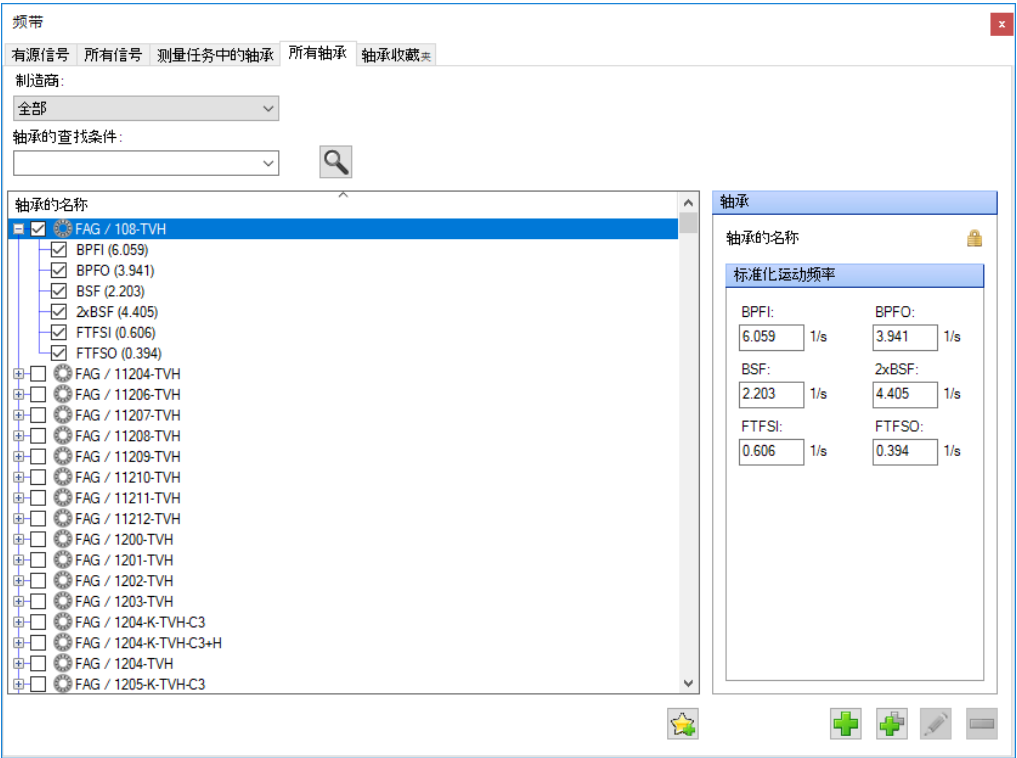 频带
x
有源信号 所有信号 测量任务中的轴承 所有轴承 轴承收藏夹
制造商:
全部
轴承的查找条件:
轴承的名称
FAG / 108-TVH
BPFI (6.059)
BPFO (3.941)
BSF (2.203)
2xBSF (4.405)
FTFSI (0.606)
FTFSO (0.394)
FAG / 11204-TVH
FAG / 11206-TVH
FAG / 11207-TVH
FAG / 11208-TVH
FAG / 11209-TVH
FAG / 11210-TVH
FAG / 11211-TVH
FAG / 11212-TVH
FAG / 1200-TVH
FAG / 1201-TVH
FAG / 1202-TVH
FAG / 1203-TVH
FAG / 1204-K-TVH-C3
FAG / 1204-K-TVH-C3+H
FAG / 1204-TVH
FAG / 1205-K-TVH-C3
轴承
轴承的名称
标准化运动频率
BPFI: BPFO:
6.059 1/s 3.941 1/s
BSF: 2xBSF:
2.203 1/s 4.405 1/s
FTFSI: FTFSO:
0.606 1/s 0.394 1/s